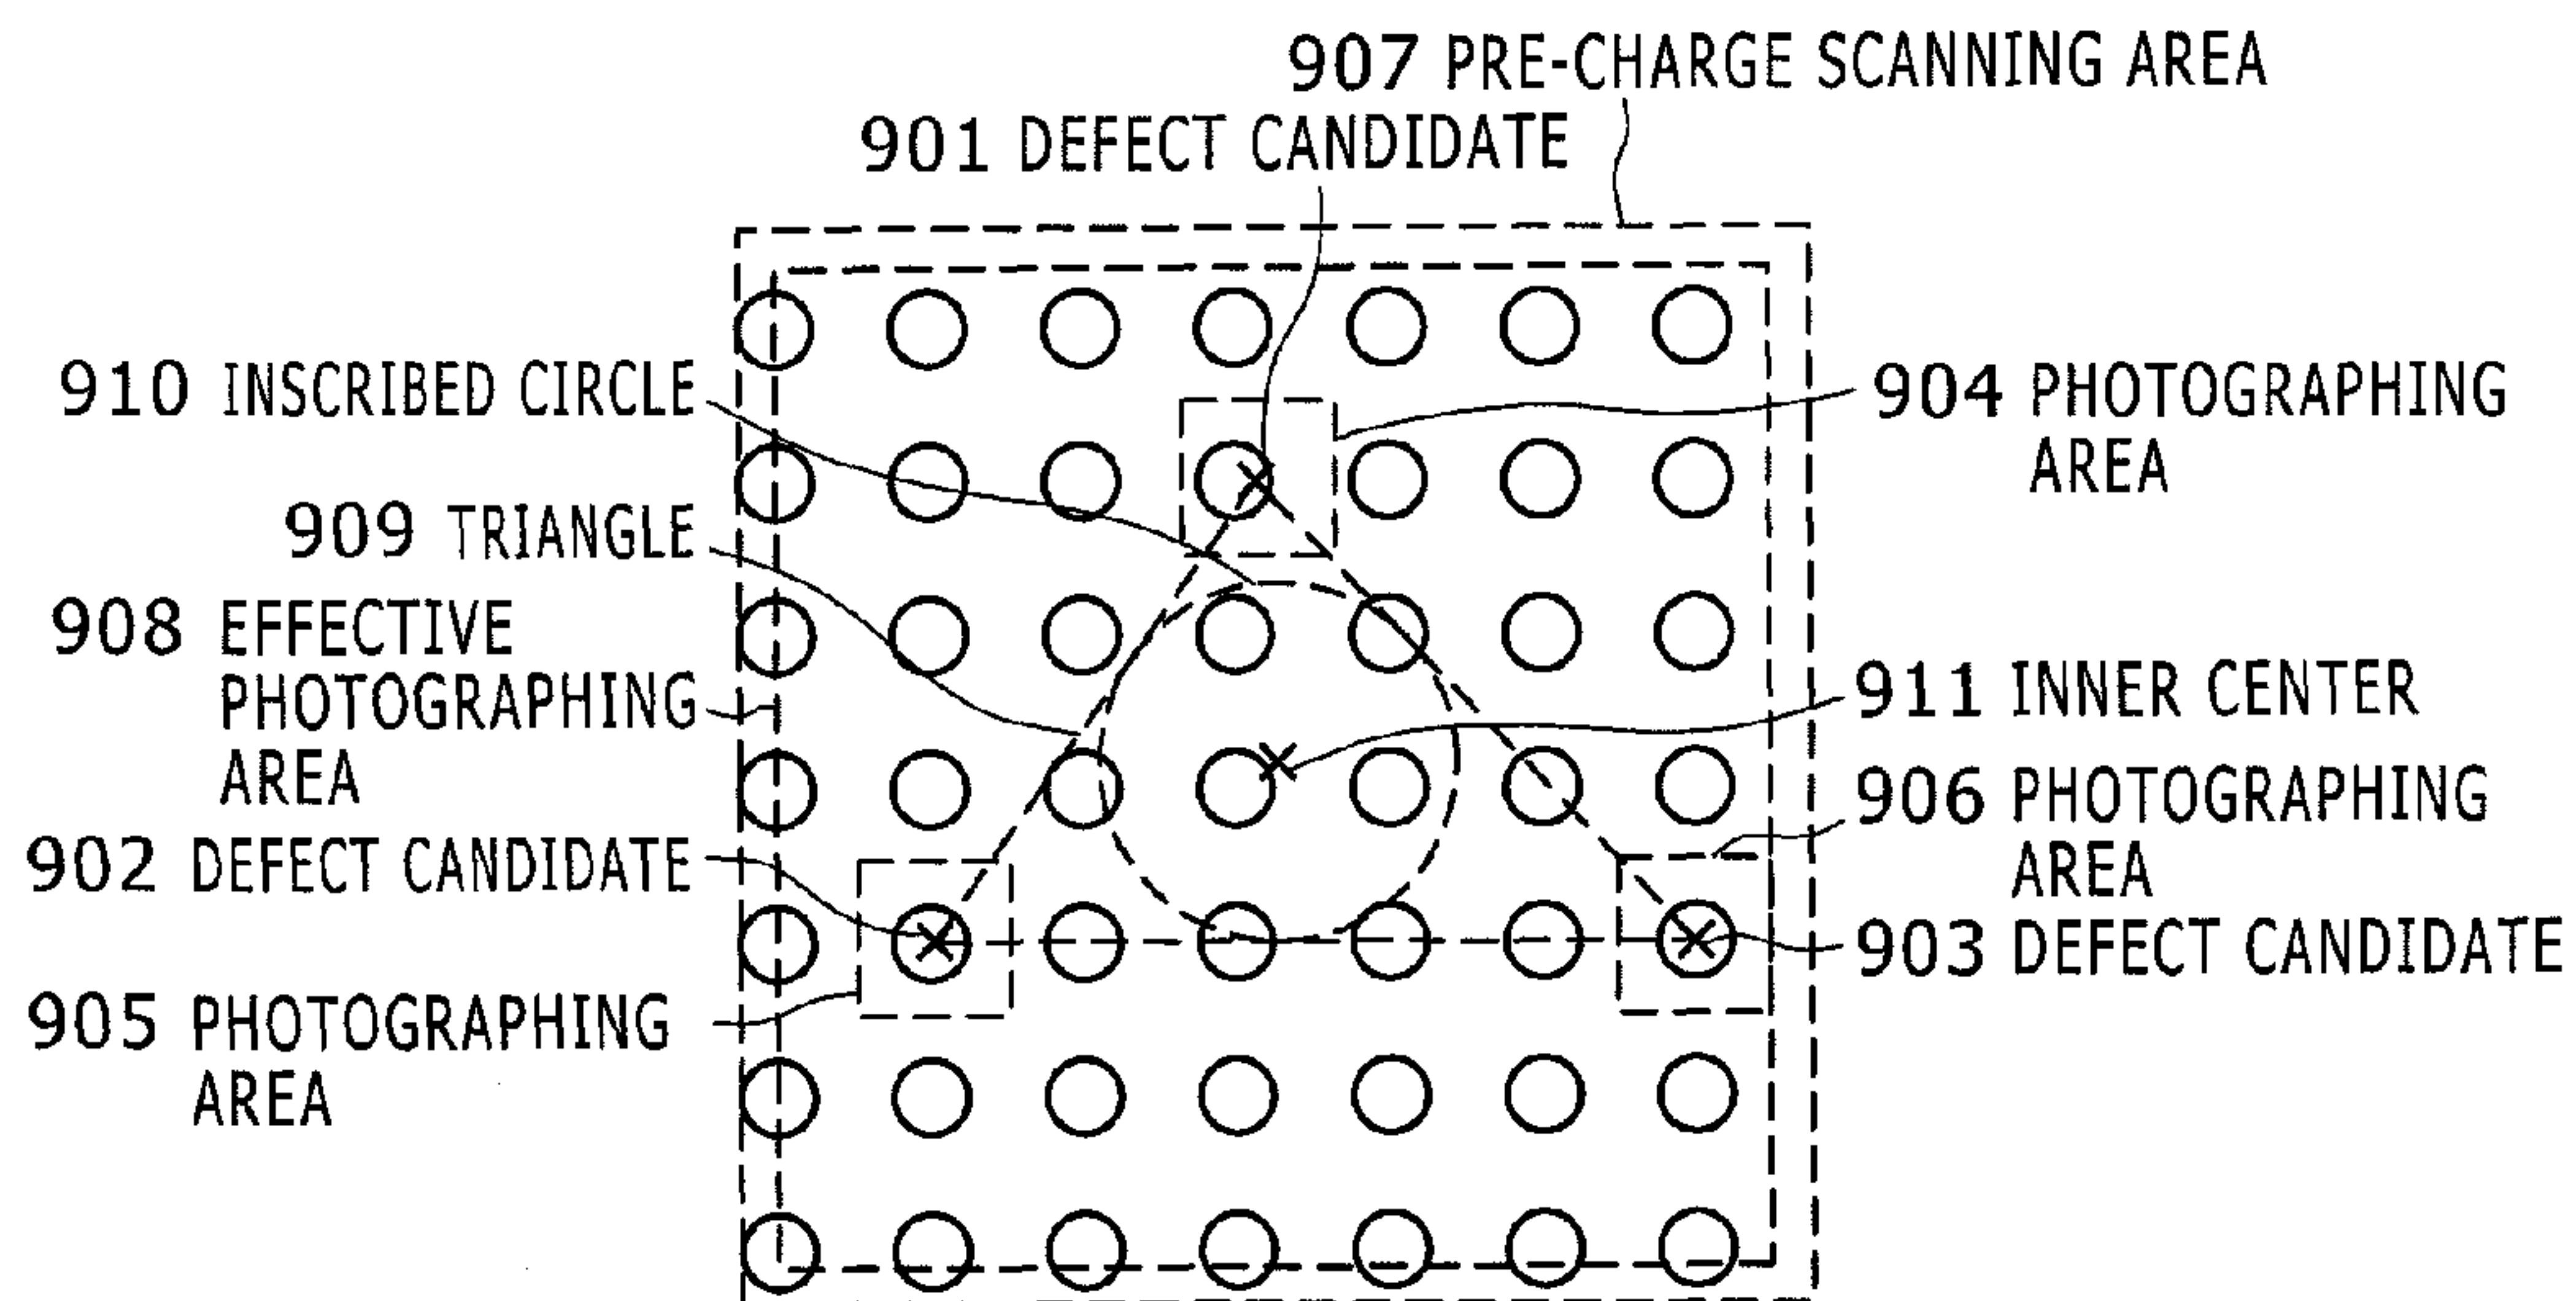 907 PRE-CHARGE SCANNING AREA
901 DEFECT CANDIDATE
910 INSCRIBED CIRCLE
904 PHOTOGRAPHING
AREA
909 TRIANGLE
908 EFFECTIVE
PHOTOGRAPHING
AREA
911 INNER CENTER
906 PHOTOGRAPHING
AREA
902 DEFECT CANDIDATE
903 DEFECT CANDIDATE
905 PHOTOGRAPHING
AREA